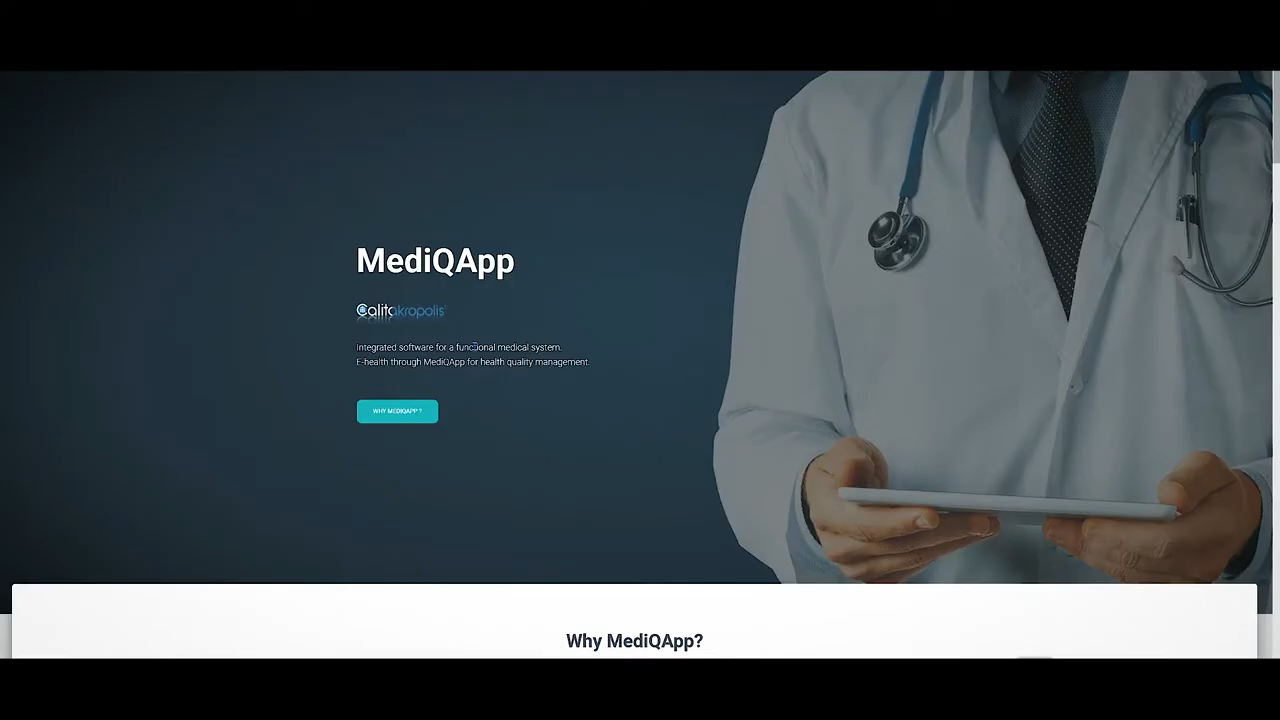 MediQApp
Calitakropolis
Integrated software for a functional medical system.
E-health through MediQApp for health quality management.
WHY MEDIQAPP ?
Why MediQApp?